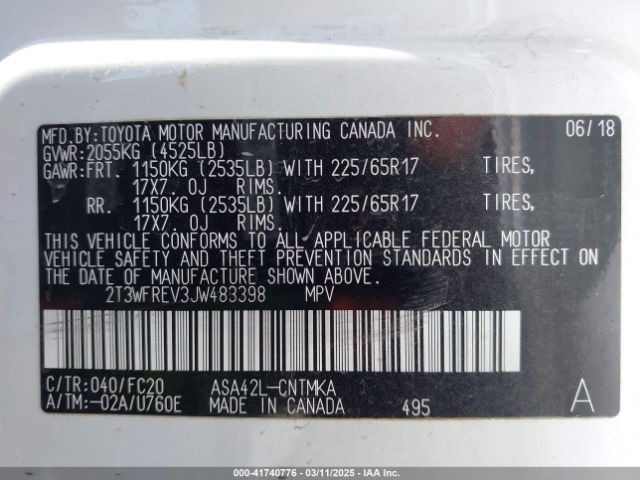 MFD.BY:TOYOTA MOTOR MANUFACTURING CANADA INC. 06/18
GVWR:2055KG (4525LB)
GAWR:FRT. 1150KG (2535LB) WITH 225/65R17 TIRES,
17X7. 0J RIMS.
RR. 1150KG (2535LB) WITH 225/65R17 TIRES,
17X7. 0J RIMS.
THIS VEHICLE CONFORMS TO ALL APPLICABLE FEDERAL MOTOR
VEHICLE SAFETY AND THEFT PREVENTION STANDARDS IN EFFECT ON
THE DATE OF MANUFACTURE SHOWN ABOVE.
2T3WFREV3JW483398 MPV
C/TR:040/FC20 ASA42L-CNTMKA
A/TM:-02A/U760E MADE IN CANADA 495 A
000-41740776 - 03/11/2025 - IAA Inc.